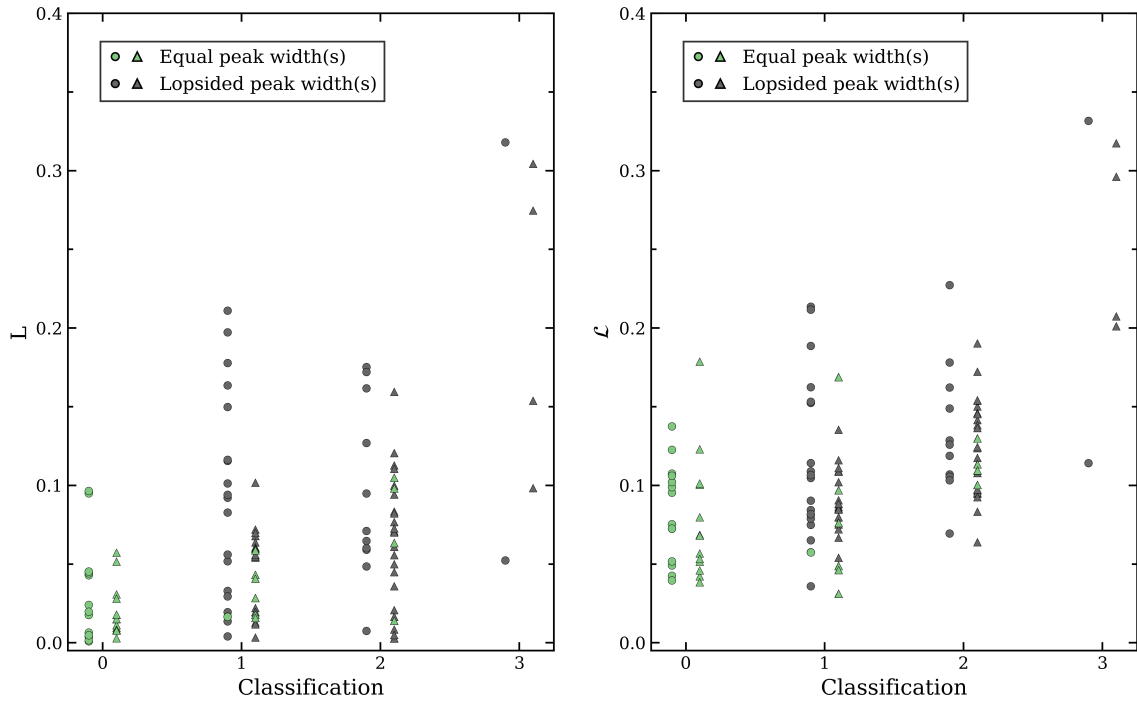 0.4
0.3
0.2
0.1
0.0
L
Equal peak width(s)
Lopsided peak width(s)
0 1 2 3
Classification
0.4
0.3
0.2
0.1
0.0
ℒ
Equal peak width(s)
Lopsided peak width(s)
0 1 2 3
Classification